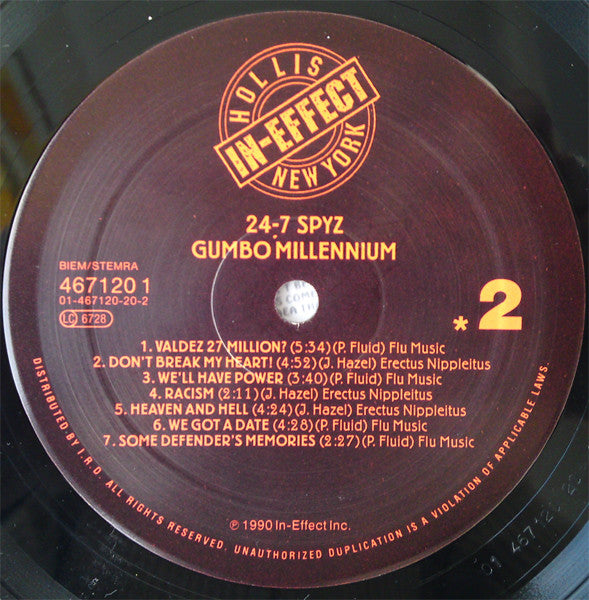 HOLLIS
IN-EFFECT
NEW YORK
24-7 SPYZ
GUMBO MILLENNIUM
BIEM/STEMRA
467120 1
01-467120-20-2
LC 6728
*2
1. VALDEZ 27 MILLION? (5:34) (P. Fluid) Flu Music
2. DON'T BREAK MY HEART! (4:52) (J. Hazel) Erectus Nippleitus
3. WE'LL HAVE POWER (3:40) (P. Fluid) Flu Music
4. RACISM (2:11) (J. Hazel) Erectus Nippleitus
5. HEAVEN AND HELL (4:24) (J. Hazel) Erectus Nippleitus
6. WE GOT A DATE (4:28) (P. Fluid) Flu Music
7. SOME DEFENDER'S MEMORIES (2:27) (P. Fluid) Flu Music
℗ 1990 In-Effect Inc.
DISTRIBUTED BY I.R.D. ALL RIGHTS RESERVED. UNAUTHORIZED DUPLICATION IS A VIOLATION OF APPLICABLE LAWS.
01 467120 20